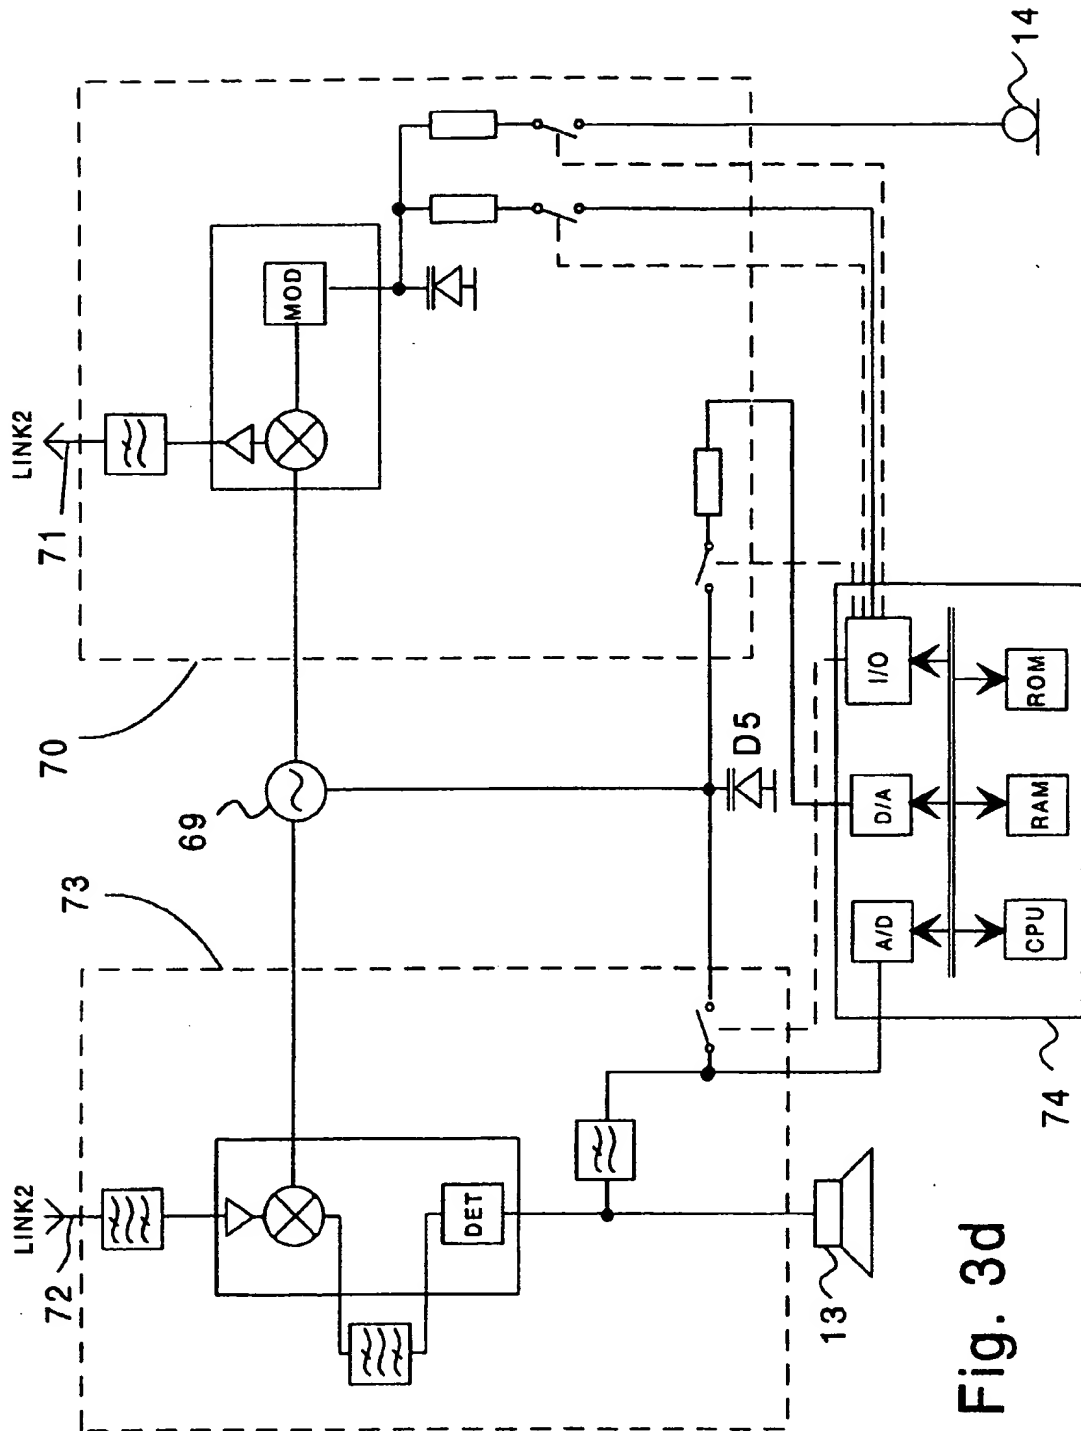 LINK2
72
73
DET
13
69
70
LINK2
71
MOD
14
D5
74
A/D
D/A
I/O
CPU
RAM
ROM
Fig. 3d